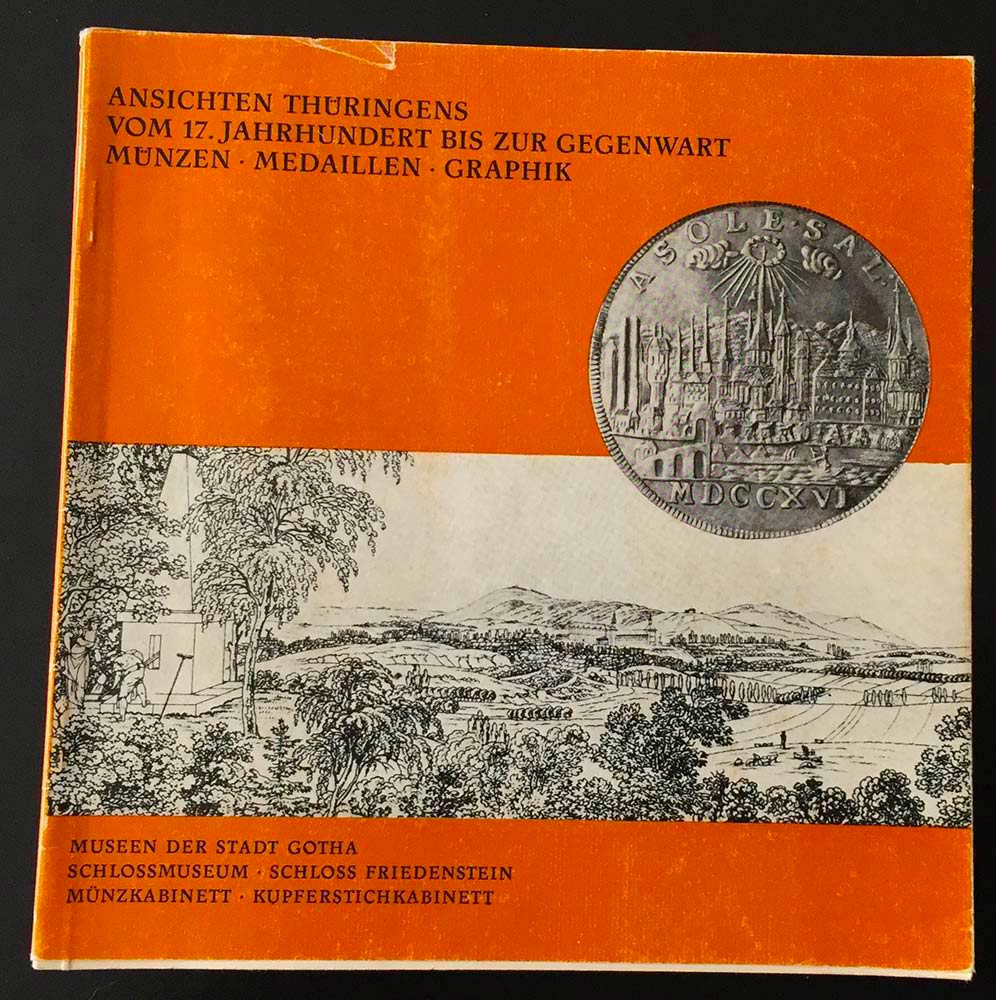 ANSICHTEN THÜRINGENS
VOM 17. JAHRHUNDERT BIS ZUR GEGENWART
MÜNZEN · MEDAILLEN · GRAPHIK
A SOLE · SAL :
MDCCXVI
MUSEEN DER STADT GOTHA
SCHLOSSMUSEUM · SCHLOSS FRIEDENSTEIN
MÜNZKABINETT · KUPFERSTICHKABINETT